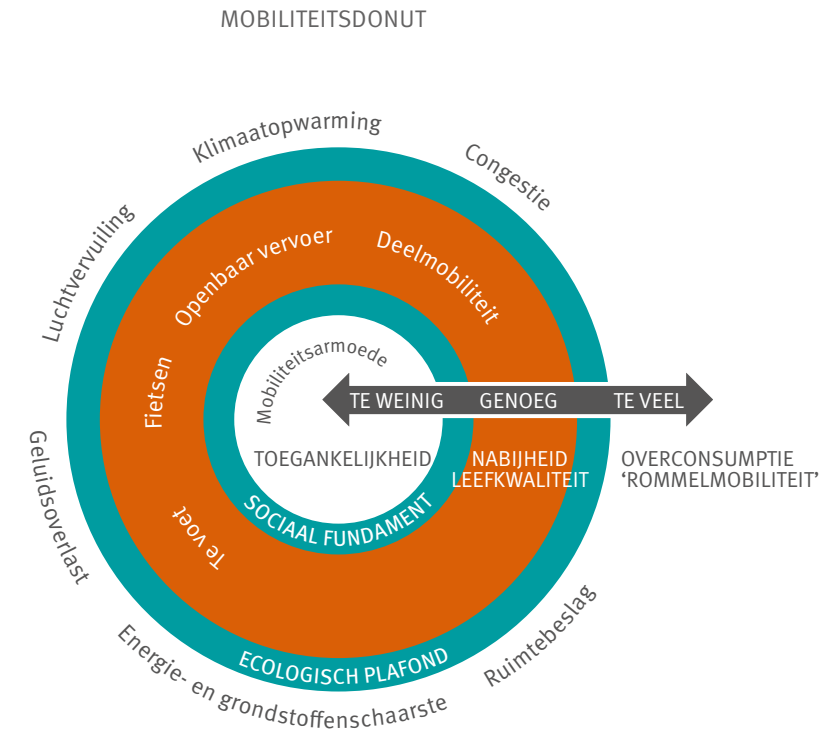 MOBILITEITSDONUT
Klimaatopwarming
Congestie
Luchtvervuiling
Openbaar vervoer
Deelmobiliteit
Mobiliteitsarmoede
Fietsen
TE WEINIG GENOEG TE VEEL
TOEGANKELIJKHEID
NABIJHEID
LEEFKWALITEIT
OVERCONSUMPTIE
‘ROMMELMOBILITEIT’
Geluidsoverlast
Te voet
SOCIAAL FUNDAMENT
Ruimtebeslag
ECOLOGISCH PLAFOND
Energie- en grondstoffenschaarste